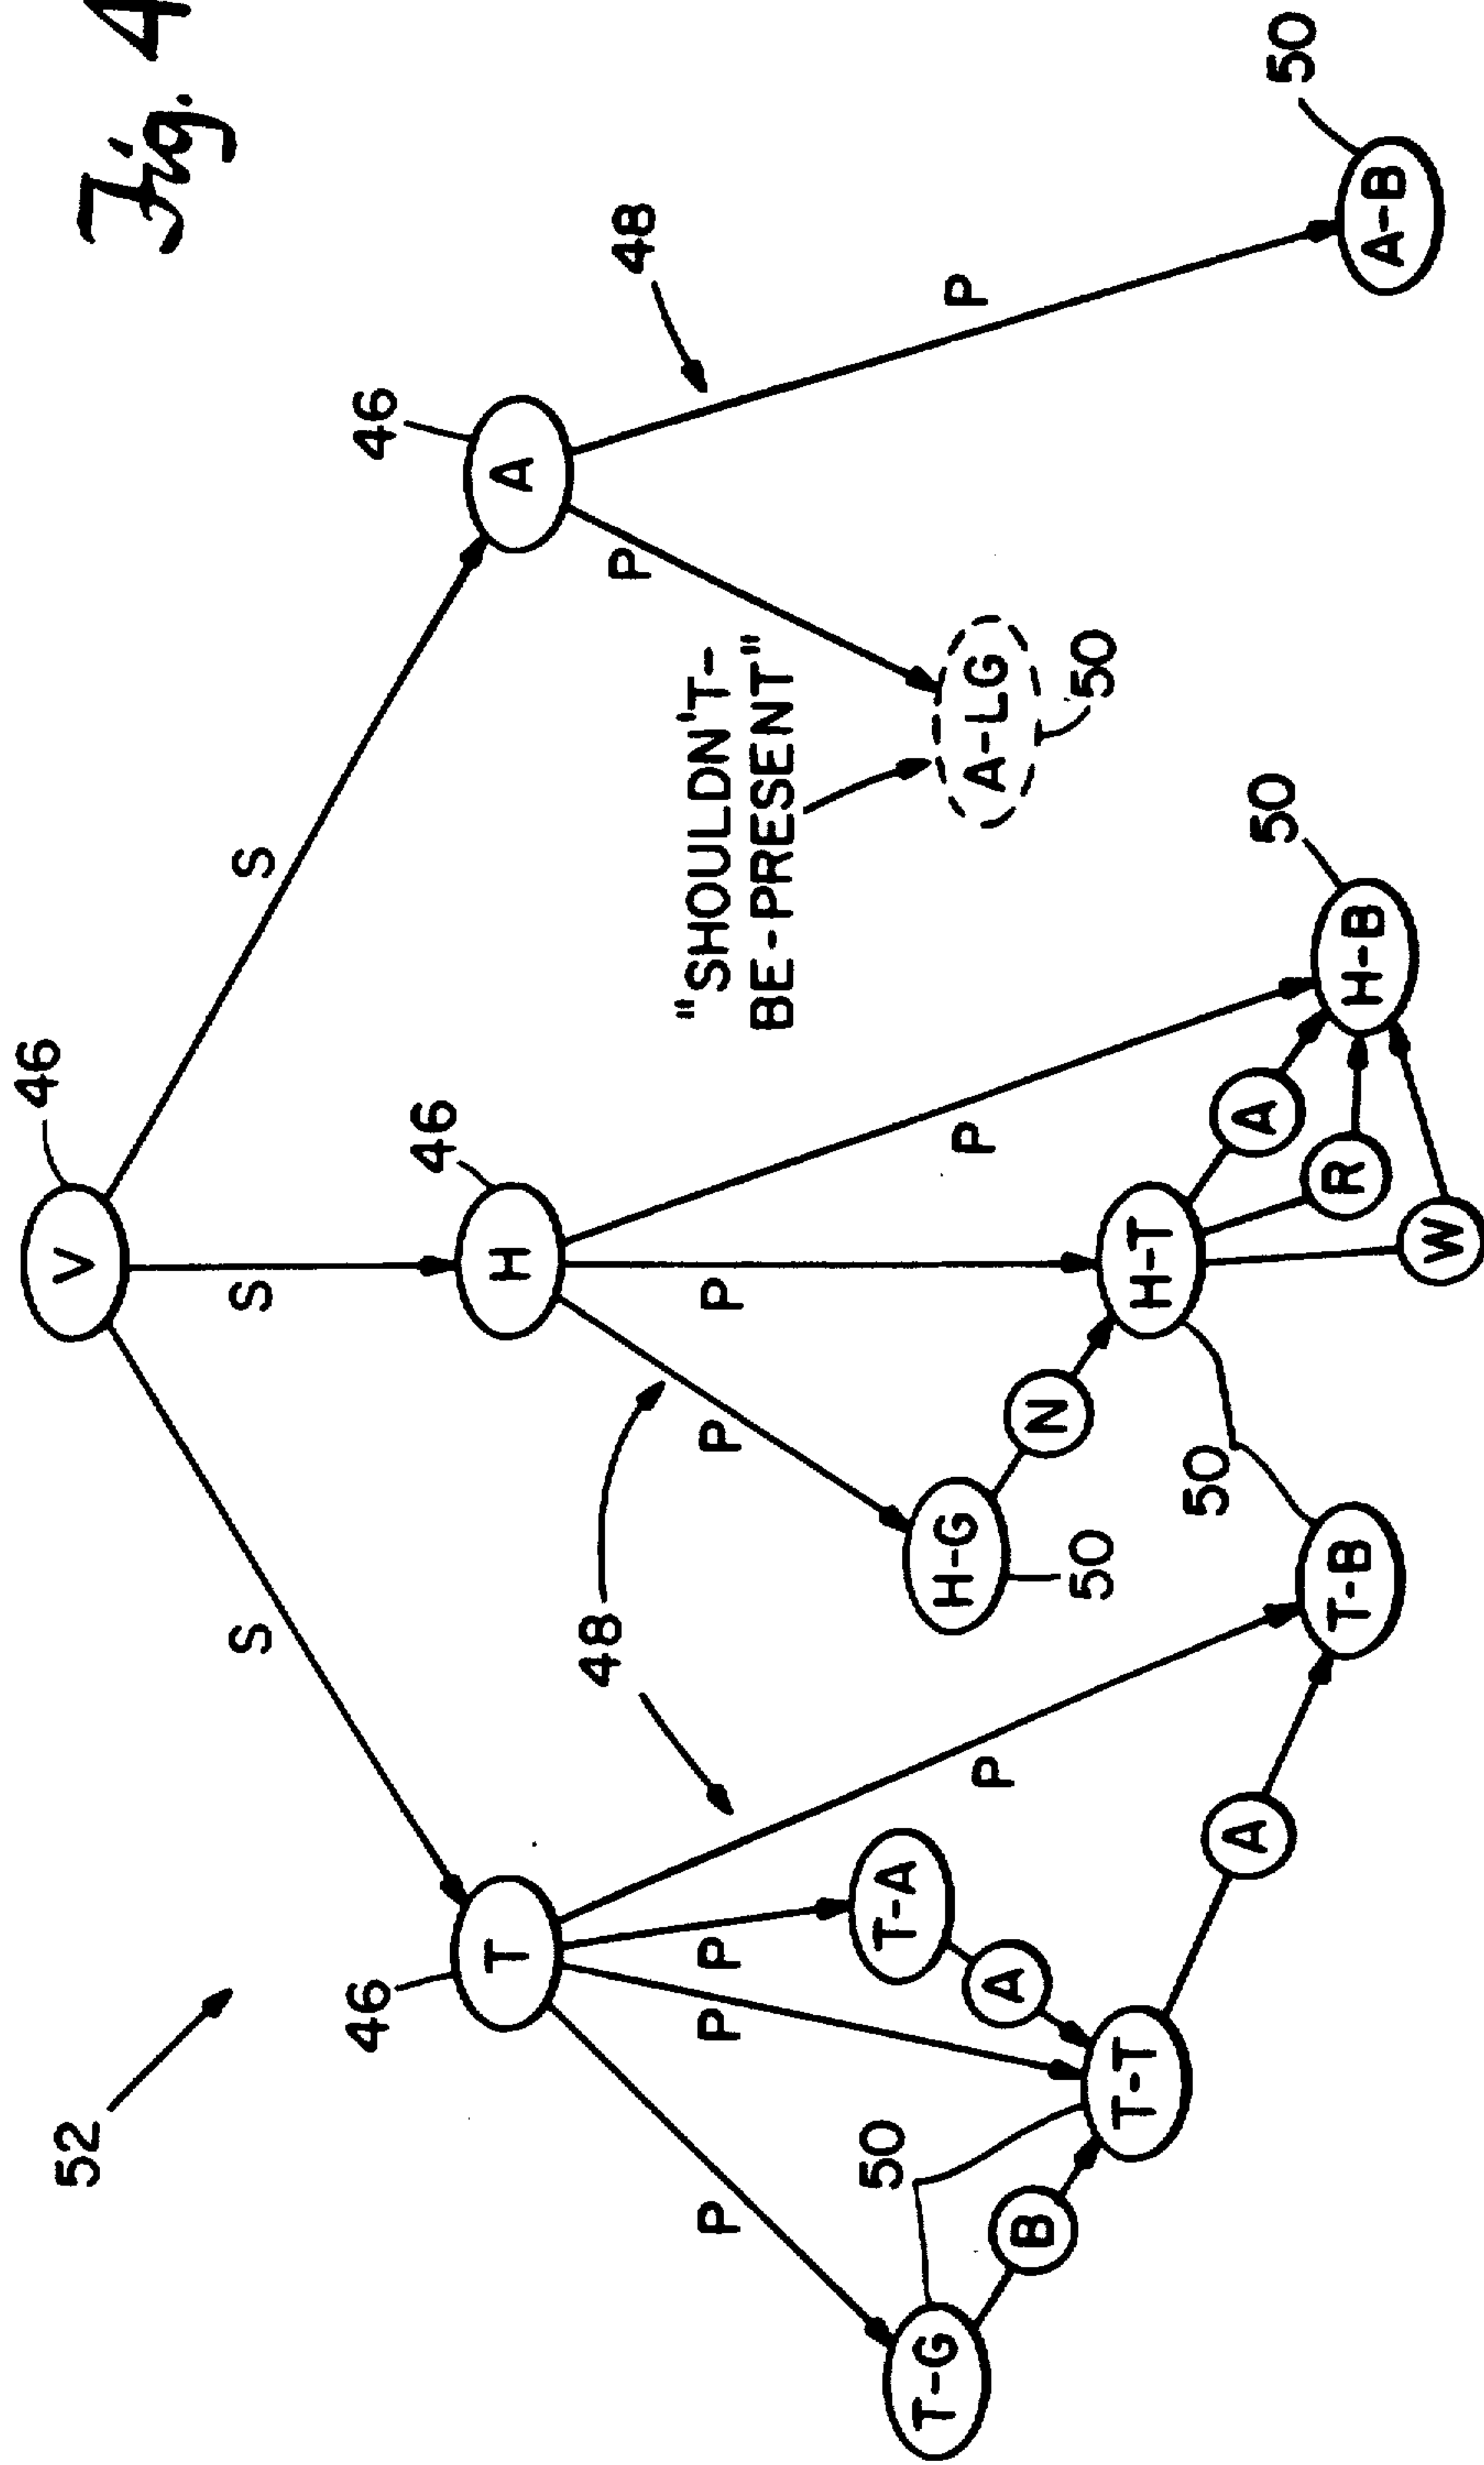 Fig. 4
52
V
46
S
S
S
46
T
H
46
A
46
48
48
P
P
P
P
P
P
P
P
P
"SHOULDN'T-
BE-PRESENT"
T-G
50
T-A
H-G
50
A-LG
50
B
A
N
T-T
H-T
50
A
A
R
W
T-B
H-B
50
A-B
50